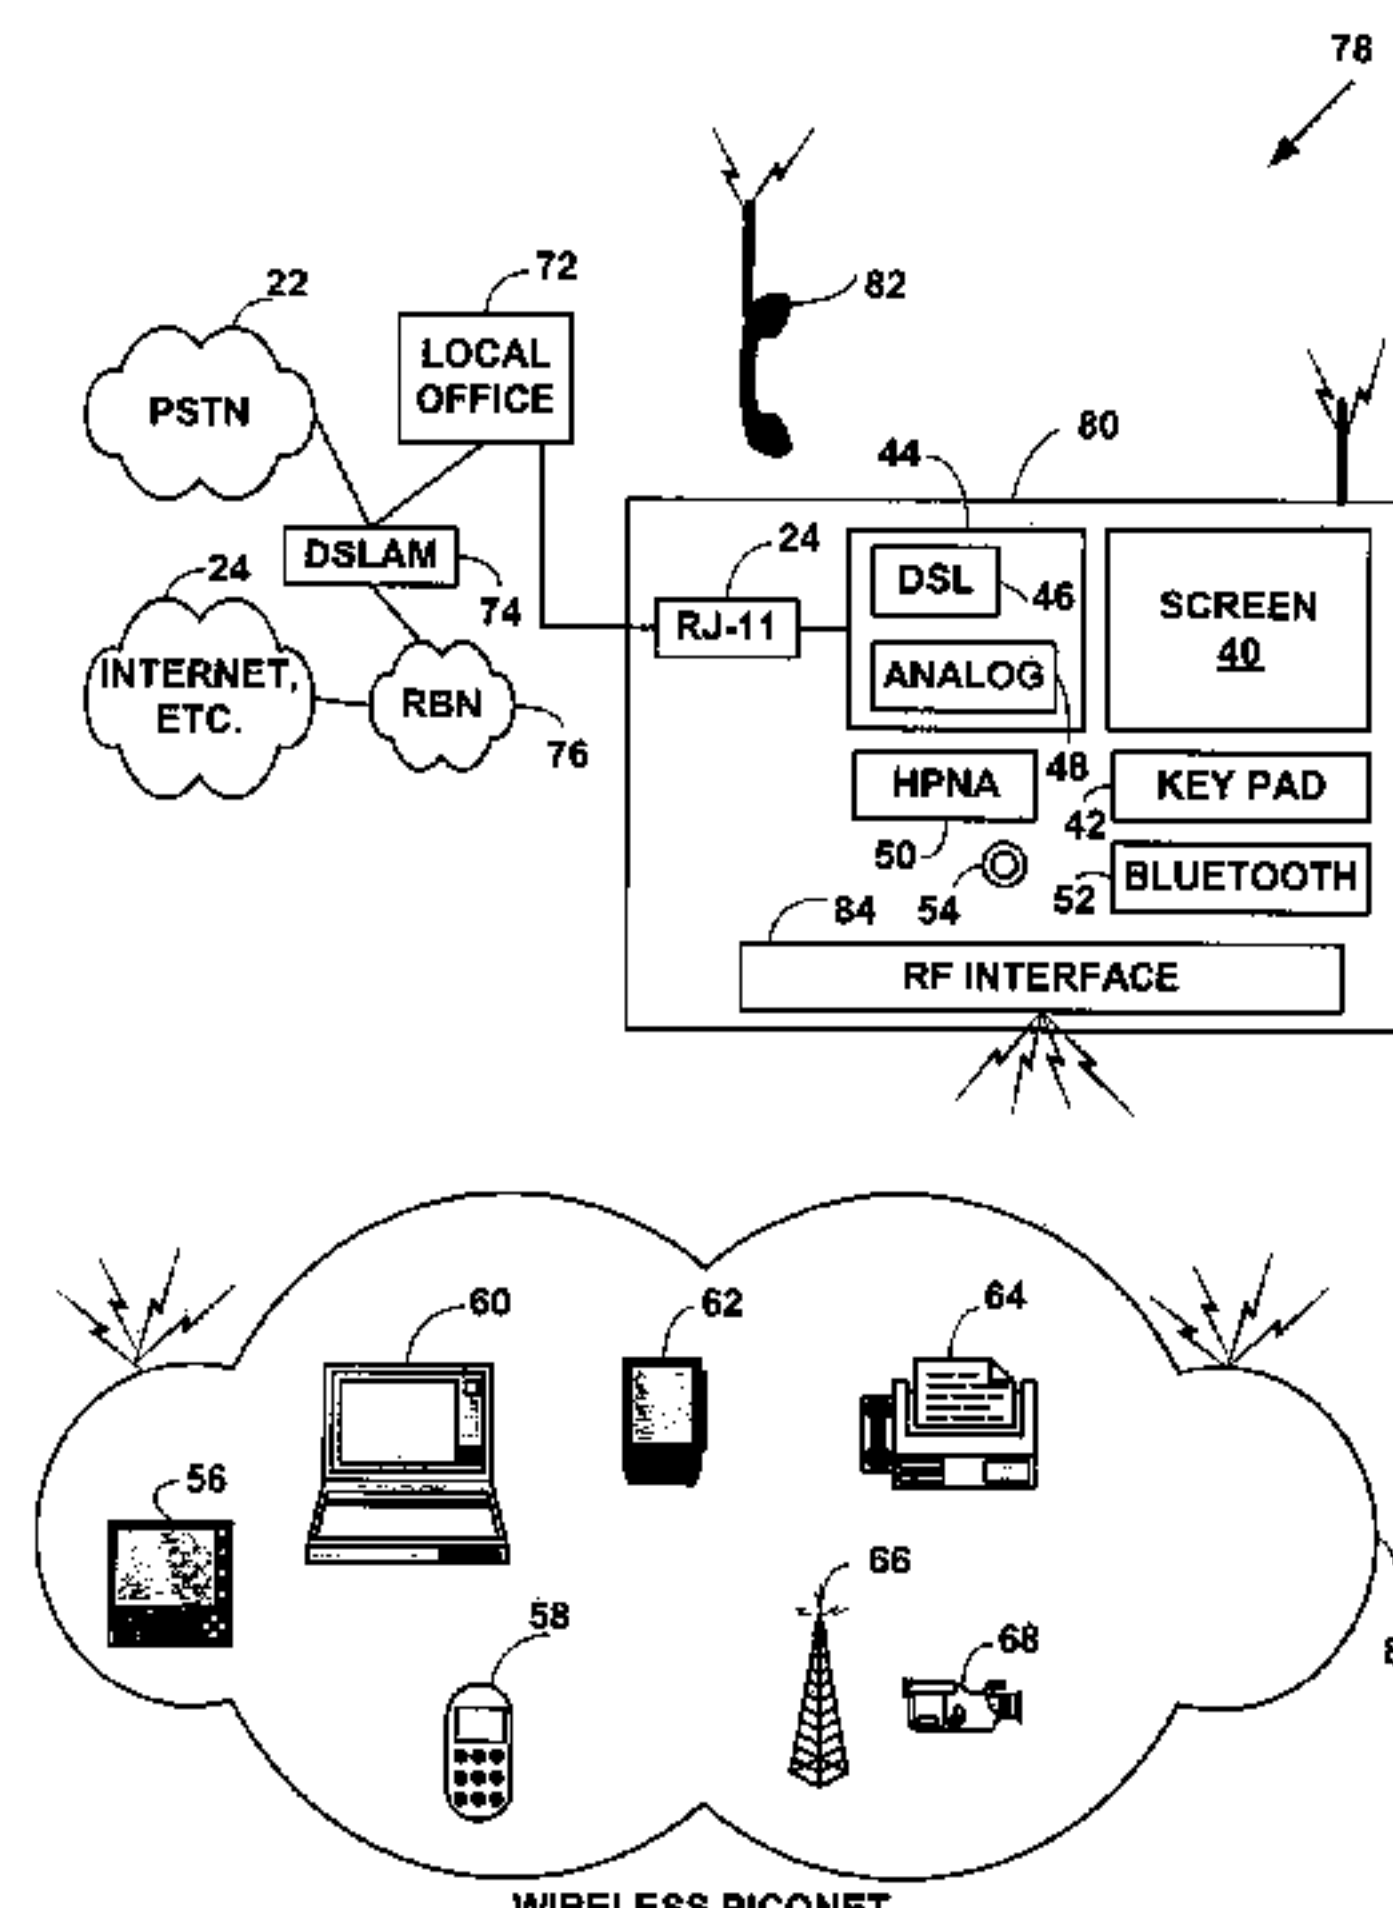 78
82
72
22
LOCAL
OFFICE
PSTN
80
44
24
DSLAM
24
DSL
46
74
RJ-11
SCREEN
40
INTERNET,
ETC.
RBN
ANALOG
76
48
HPNA
KEY PAD
42
50
54
52
BLUETOOTH
84
RF INTERFACE
60
62
64
56
66
58
68
WIRELESS PICONET